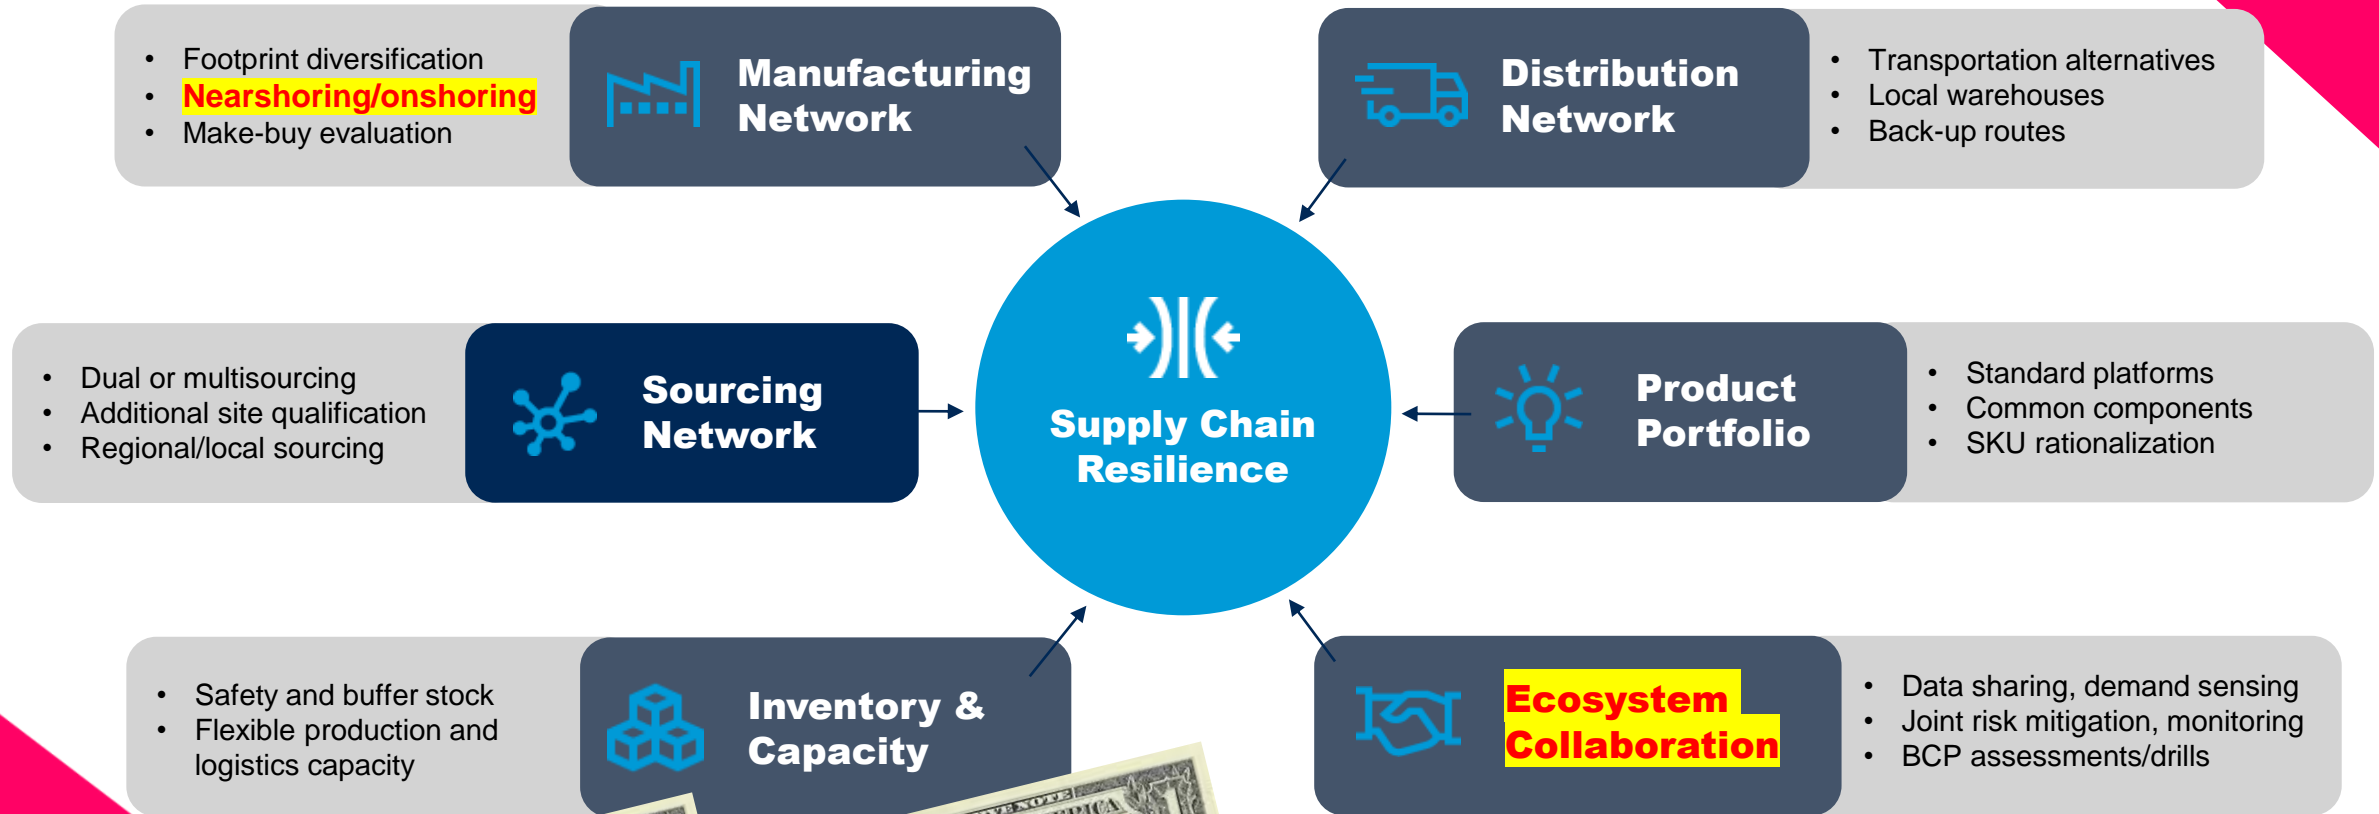 • Footprint diversification
• Nearshoring/onshoring
• Make-buy evaluation
Manufacturing
Network
Distribution
Network
• Transportation alternatives
• Local warehouses
• Back-up routes
• Dual or multisourcing
• Additional site qualification
• Regional/local sourcing
Sourcing
Network
Supply Chain
Resilience
Product
Portfolio
• Standard platforms
• Common components
• SKU rationalization
• Safety and buffer stock
• Flexible production and
logistics capacity
Inventory &
Capacity
Ecosystem
Collaboration
• Data sharing, demand sensing
• Joint risk mitigation, monitoring
• BCP assessments/drills